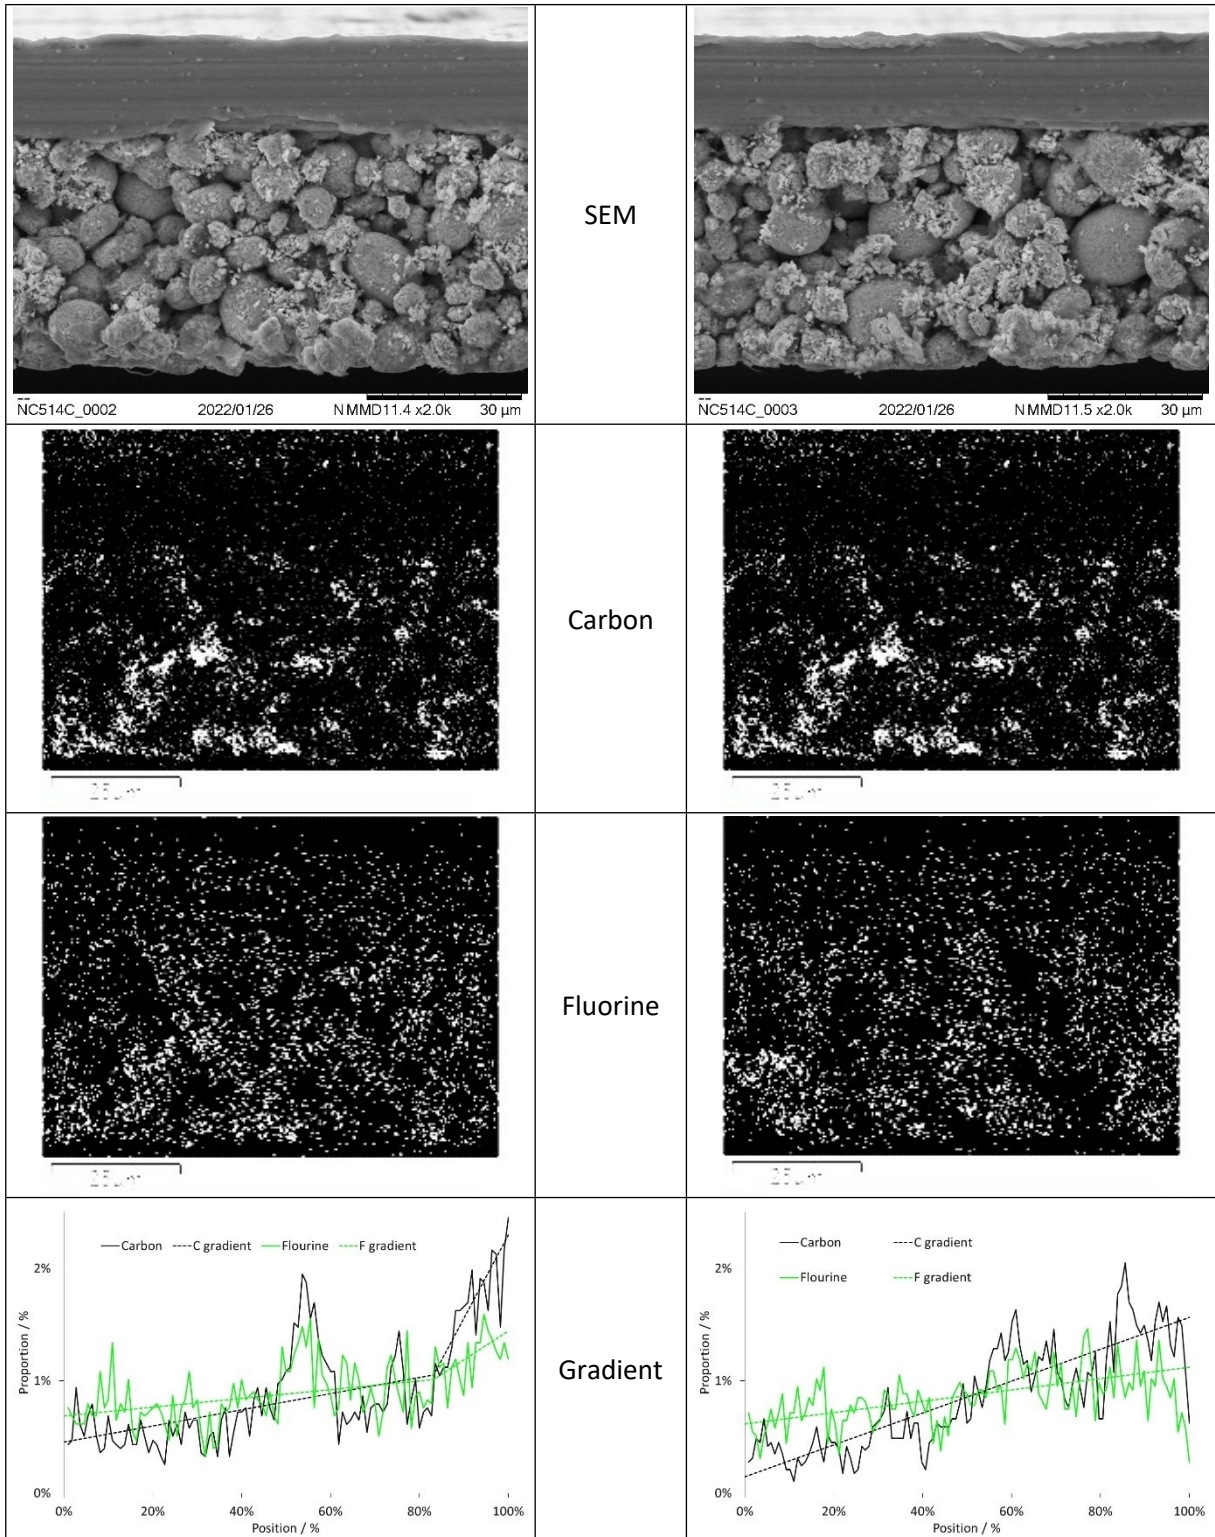 SEM
NC514C_0002 2022/01/26 NMMD11.4 x2.0k 30 µm
NC514C_0003 2022/01/26 NMMD11.5 x2.0k 30 µm
Carbon
Fluorine
Gradient
Carbon C gradient Flourine F gradient
2%
1%
0%
Proportion / %
0% 20% 40% 60% 80% 100%
Position / %
Carbon C gradient
Flourine F gradient
2%
1%
0%
Proportion / %
0% 20% 40% 60% 80% 100%
Position / %